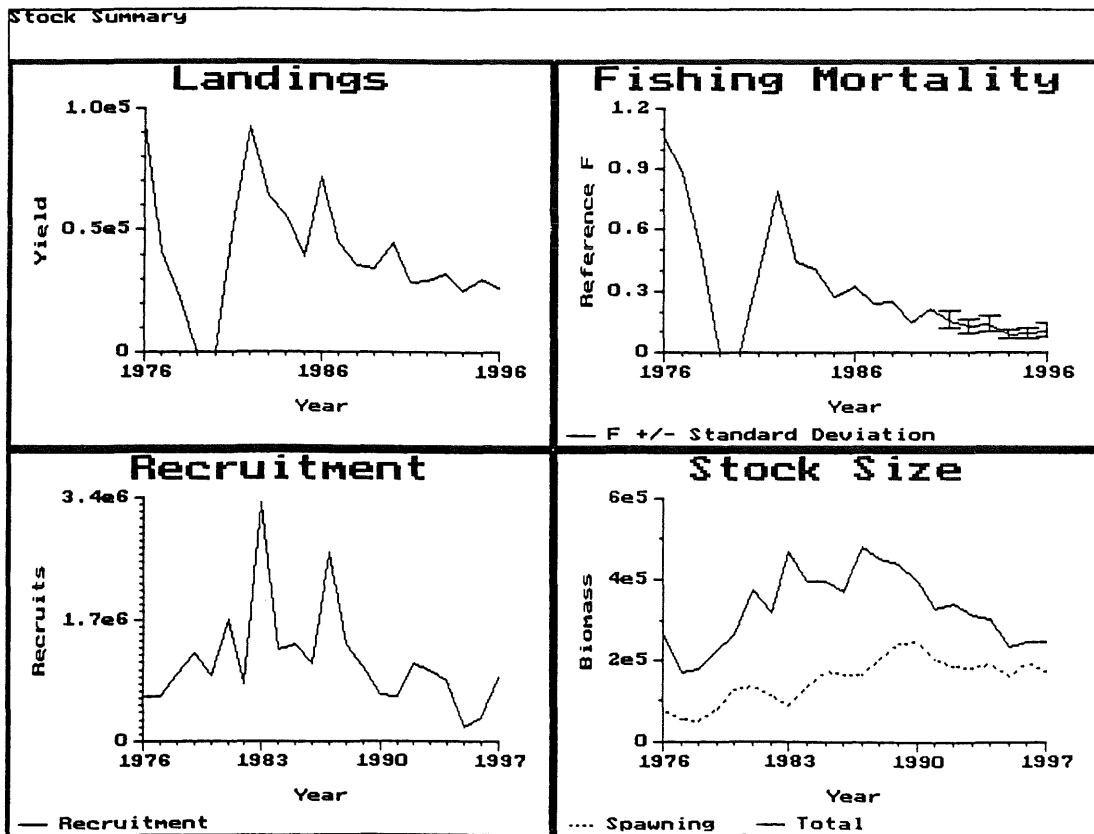 Stock Summary
Landings
1.0e5
0.5e5
0
Yield
1976 1986 1996
Year
Fishing Mortality
1.2
0.9
0.6
0.3
0
Reference F
1976 1986 1996
Year
F +/- Standard Deviation
Recruitment
3.4e6
1.7e6
0
Recruits
1976 1983 1990 1997
Year
Recruitment
Stock Size
6e5
4e5
2e5
0
Biomass
1976 1983 1990 1997
Year
Spawning Total